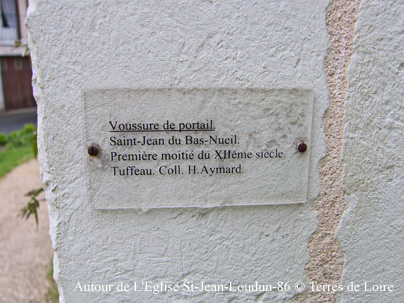 Voussure de portail.
Saint-Jean du Bas-Nueil.
Première moitié du XIIéme siècle.
Tuffeau. Coll. H.Aymard.
Autour de L'Eglise St-Jean-Loudun-86 © Terres de Loire